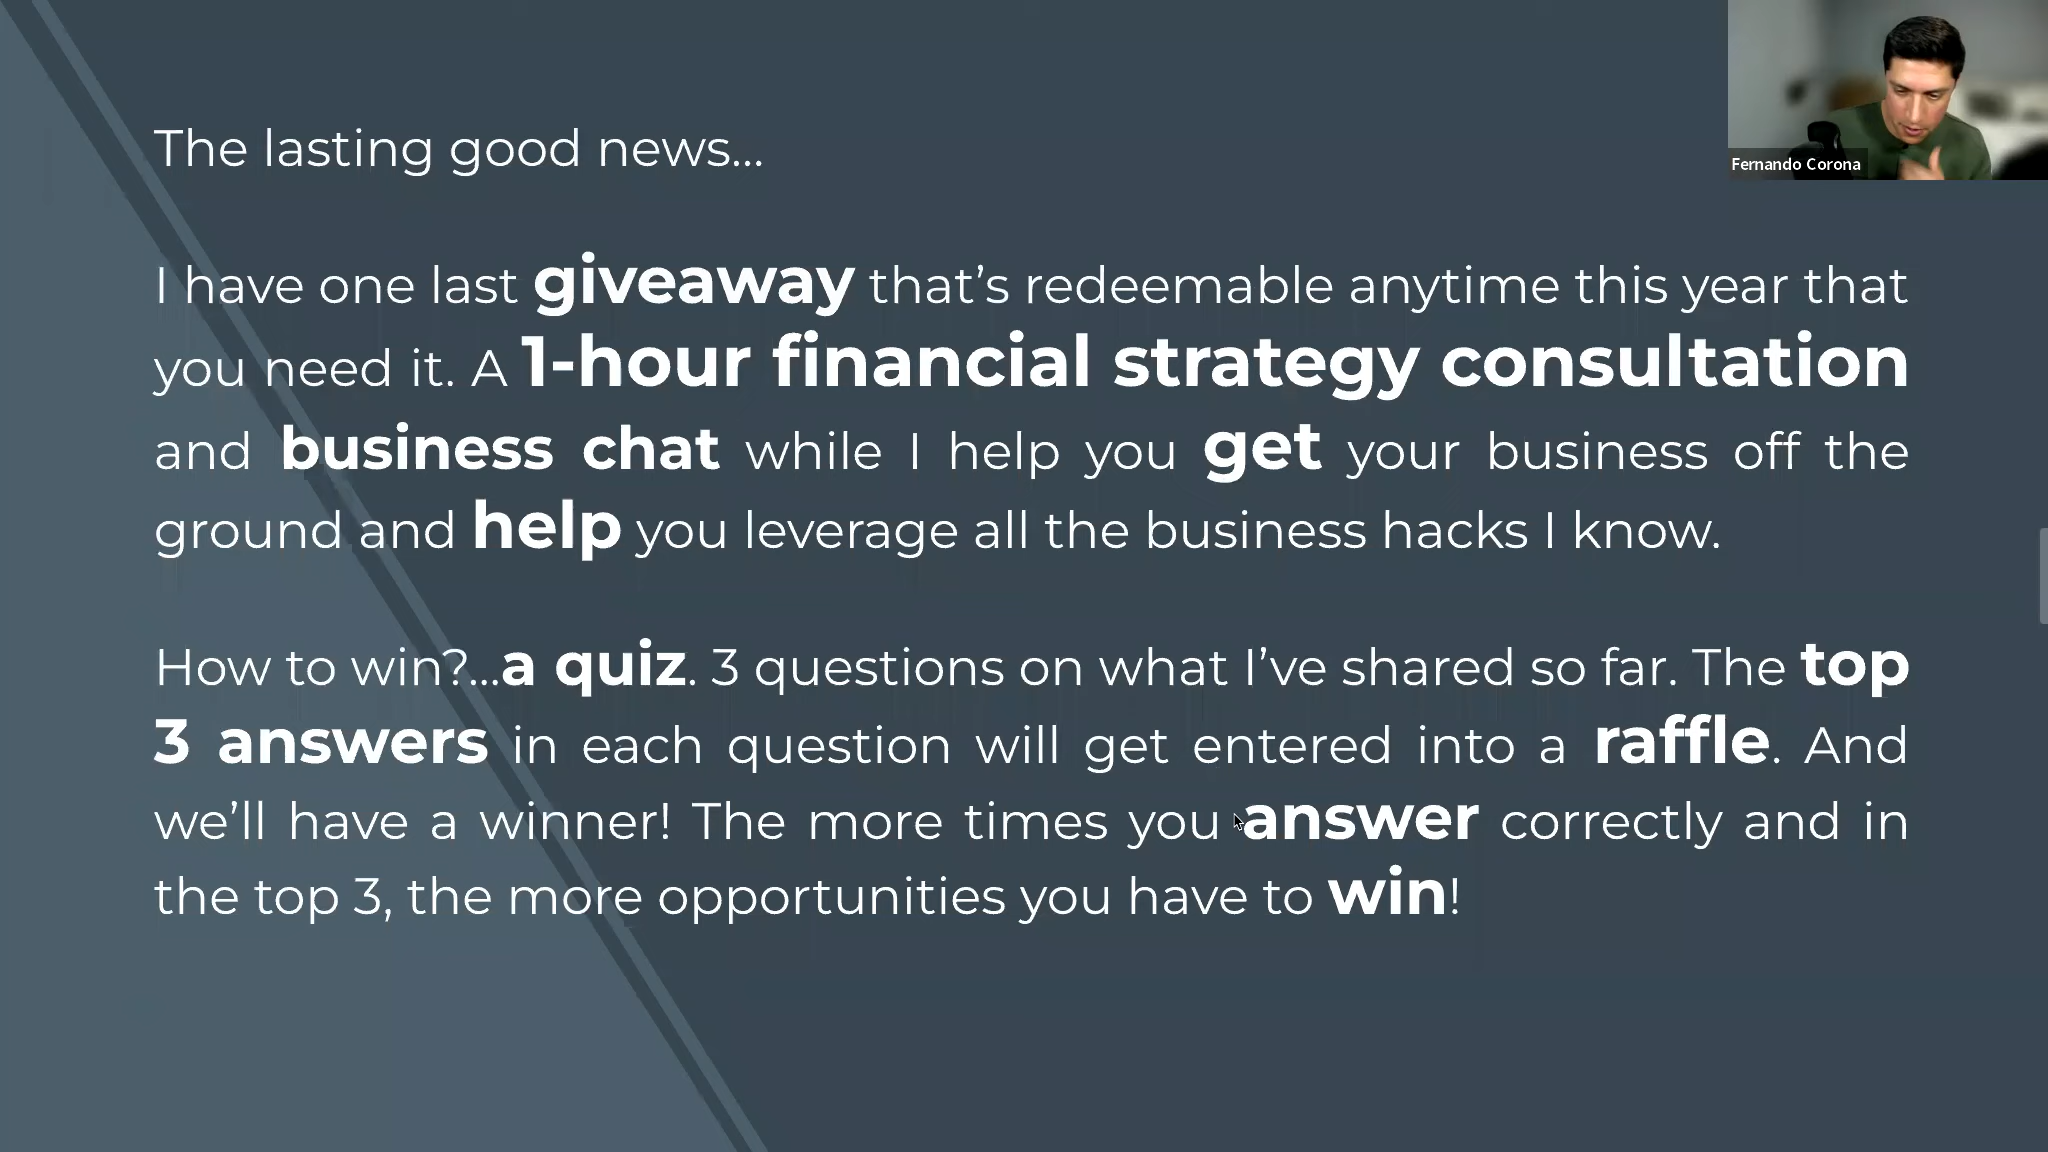 The lasting good news...
Fernando Corona
I have one last giveaway that’s redeemable anytime this year that
you need it. A 1-hour financial strategy consultation
and business chat while I help you get your business off the
ground and help you leverage all the business hacks I know.
How to win?...a quiz. 3 questions on what I’ve shared so far. The top
3 answers in each question will get entered into a raffle. And
we’ll have a winner! The more times you answer correctly and in
the top 3, the more opportunities you have to win!